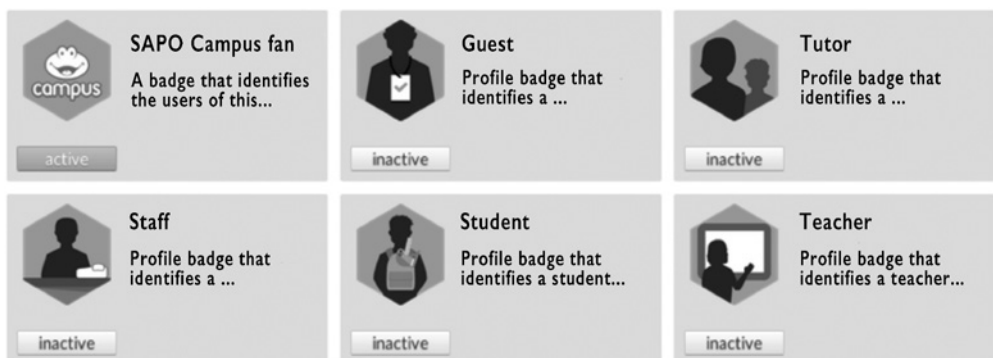 campus
SAPO Campus fan
A badge that identifies
the users of this...
active
Guest
Profile badge that
identifies a ...
inactive
Tutor
Profile badge that
identifies a ...
inactive
Staff
Profile badge that
identifies a ...
inactive
Student
Profile badge that
identifies a student...
inactive
Teacher
Profile badge that
identifies a teacher...
inactive